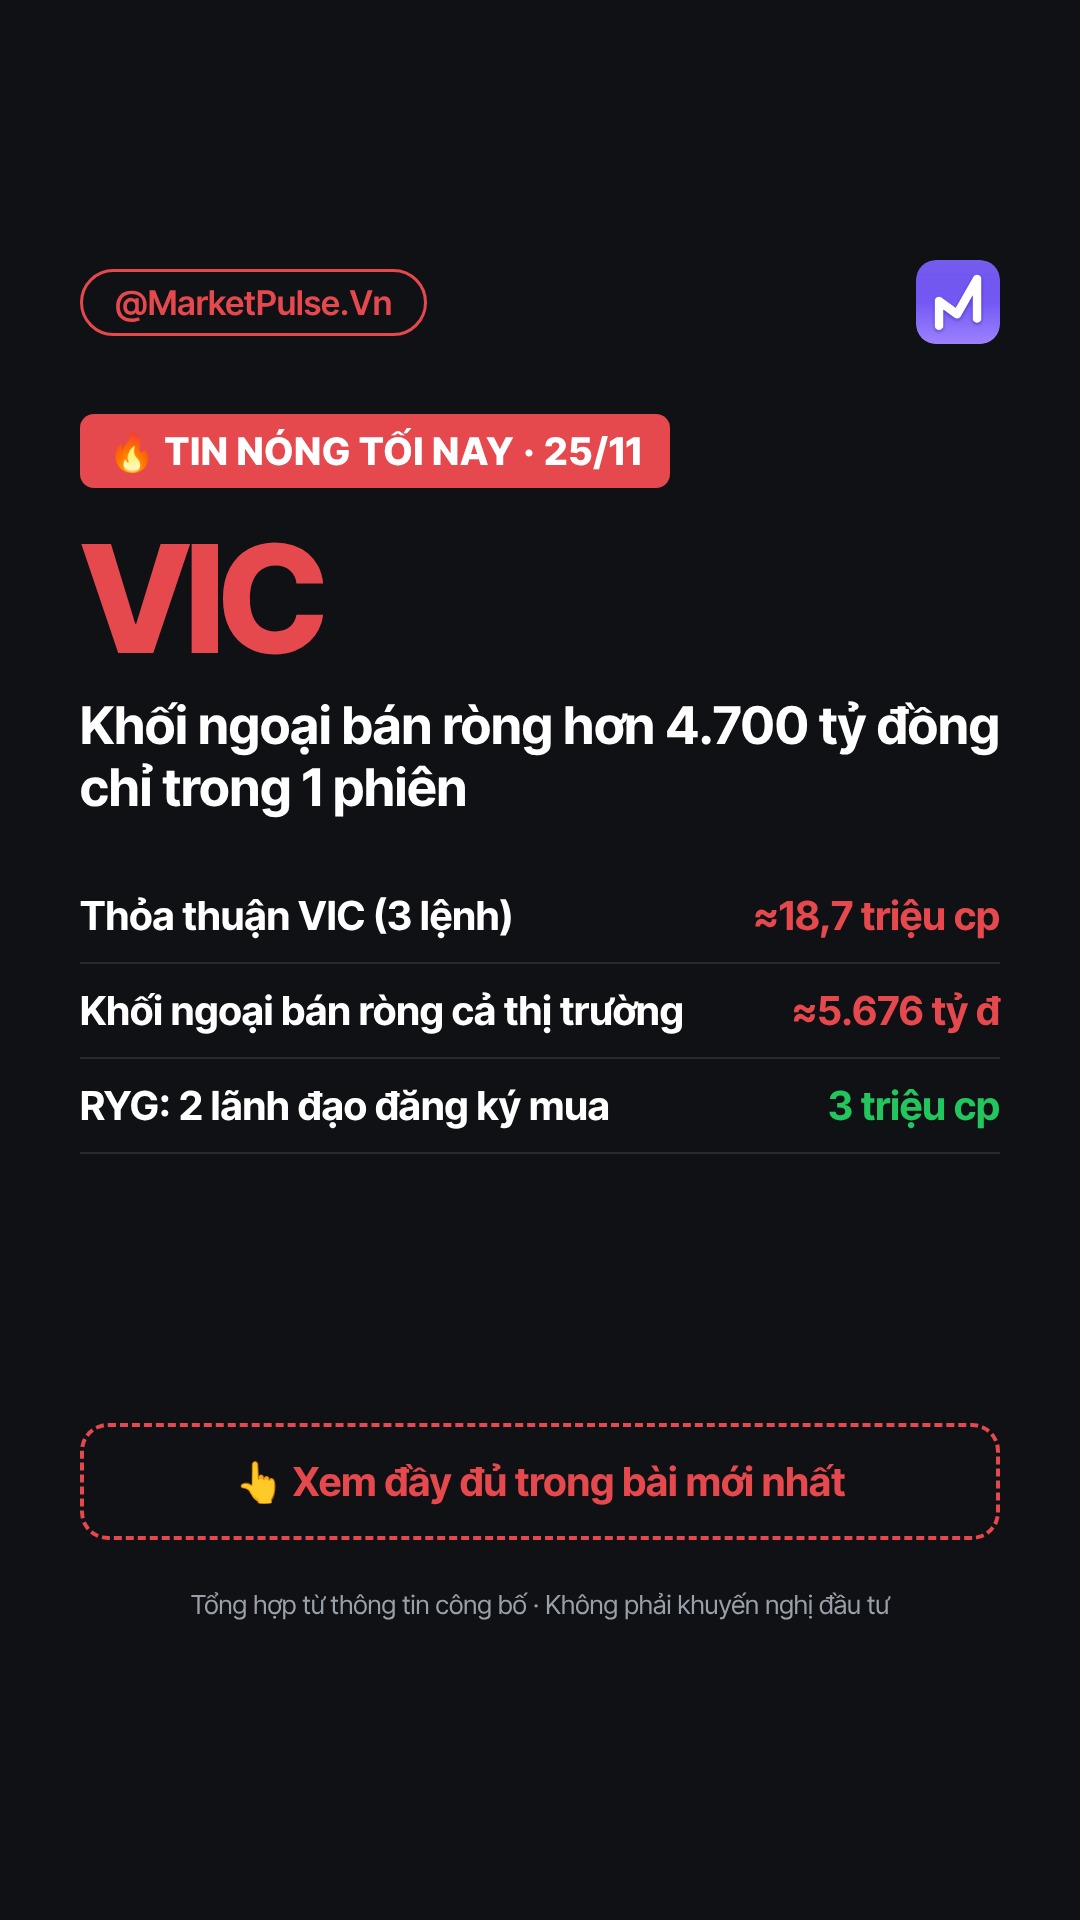 @MarketPulse.Vn
🔥 TIN NÓNG TỐI NAY · 25/11
VIC
Khối ngoại bán ròng hơn 4.700 tỷ đồng
chỉ trong 1 phiên
Thỏa thuận VIC (3 lệnh) ≈18,7 triệu cp
Khối ngoại bán ròng cả thị trường ≈5.676 tỷ đ
RYG: 2 lãnh đạo đăng ký mua 3 triệu cp
👆 Xem đầy đủ trong bài mới nhất
Tổng hợp từ thông tin công bố · Không phải khuyến nghị đầu tư